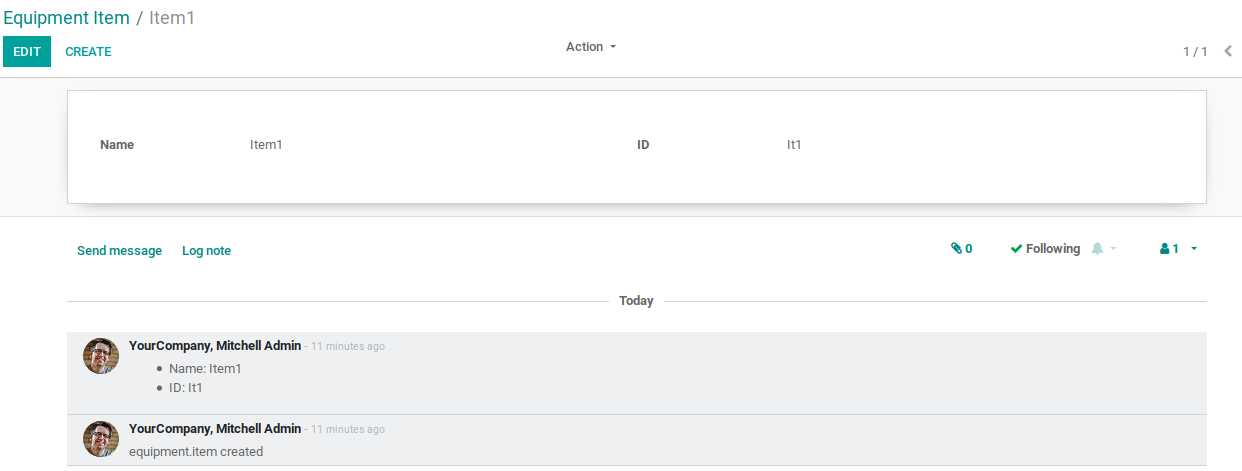 Equipment Item / Item1
EDIT CREATE Action 1 / 1
Name Item1 ID It1
Send message Log note 0 Following 1
Today
YourCompany, Mitchell Admin - 11 minutes ago
Name: Item1
ID: It1
YourCompany, Mitchell Admin - 11 minutes ago
equipment.item created